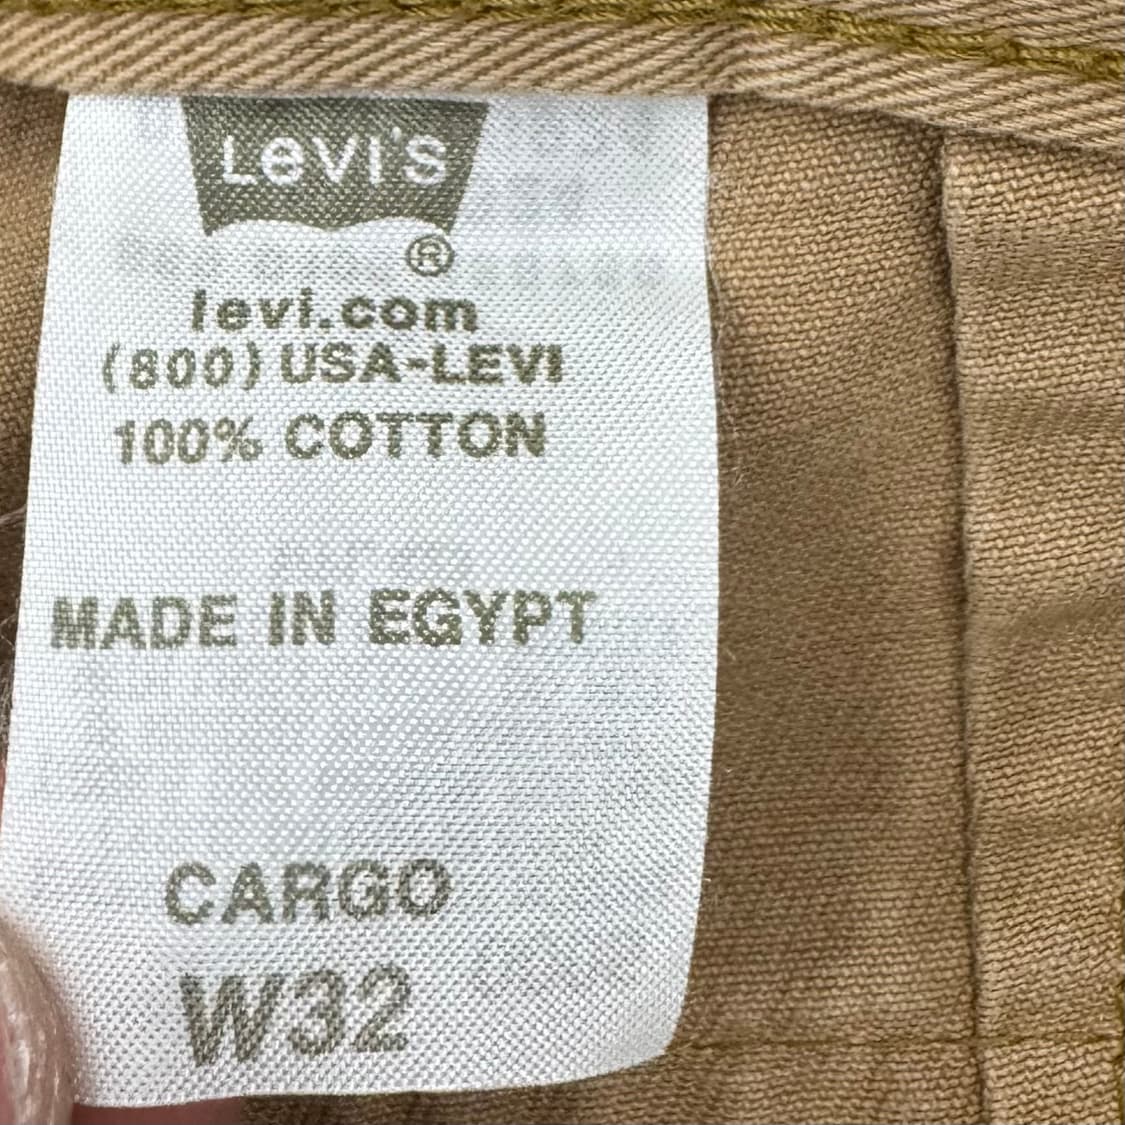 Levi's
®
levi.com
(800) USA-LEVI
100% COTTON
MADE IN EGYPT
CARGO
W32